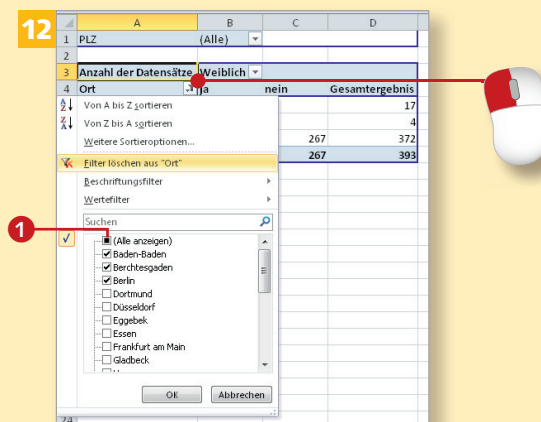 12
A B C D
1 PLZ (Alle)
2
3 Anzahl der Datensätze Weiblich
4 Ort ja nein Gesamtergebnis
17
4
267 372
267 393
Von A bis Z sortieren
Von Z bis A sortieren
Weitere Sortieroptionen...
Filter löschen aus "Ort"
Beschriftungsfilter
Wertefilter
Suchen
1
(Alle anzeigen)
Baden-Baden
Berchtesgaden
Berlin
Dortmund
Düsseldorf
Eggebek
Essen
Frankfurt am Main
Gladbeck
OK Abbrechen
24